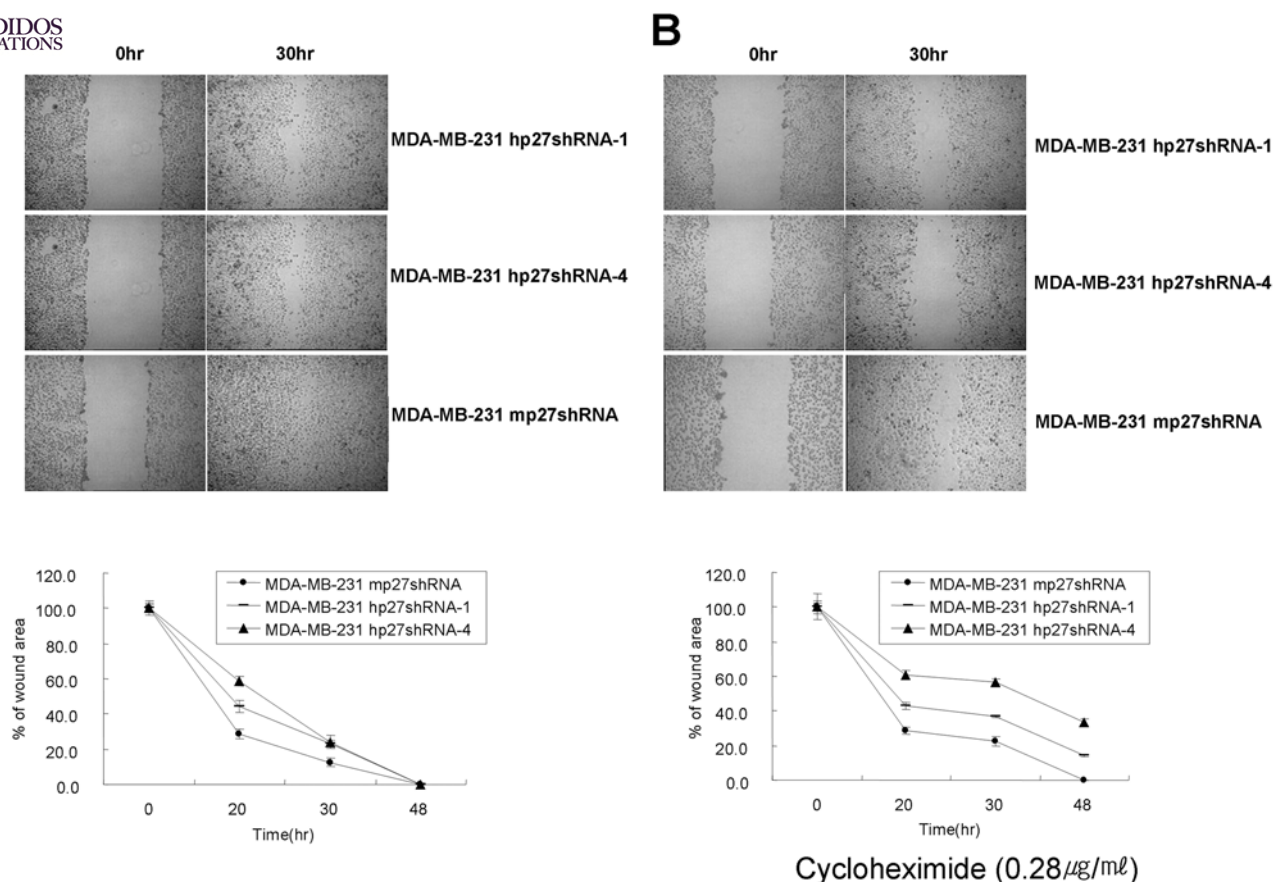 DIDOS
ATIONS
0hr 30hr
MDA-MB-231 hp27shRNA-1
MDA-MB-231 hp27shRNA-4
MDA-MB-231 mp27shRNA
120.0
100.0
80.0
60.0
40.0
20.0
0.0
% of wound area
MDA-MB-231 mp27shRNA
MDA-MB-231 hp27shRNA-1
MDA-MB-231 hp27shRNA-4
0 20 30 48
Time(hr)
B
0hr 30hr
MDA-MB-231 hp27shRNA-1
MDA-MB-231 hp27shRNA-4
MDA-MB-231 mp27shRNA
120.0
100.0
80.0
60.0
40.0
20.0
0.0
% of wound area
MDA-MB-231 mp27shRNA
MDA-MB-231 hp27shRNA-1
MDA-MB-231 hp27shRNA-4
0 20 30 48
Time(hr)
Cycloheximide (0.28㎍/㎖)